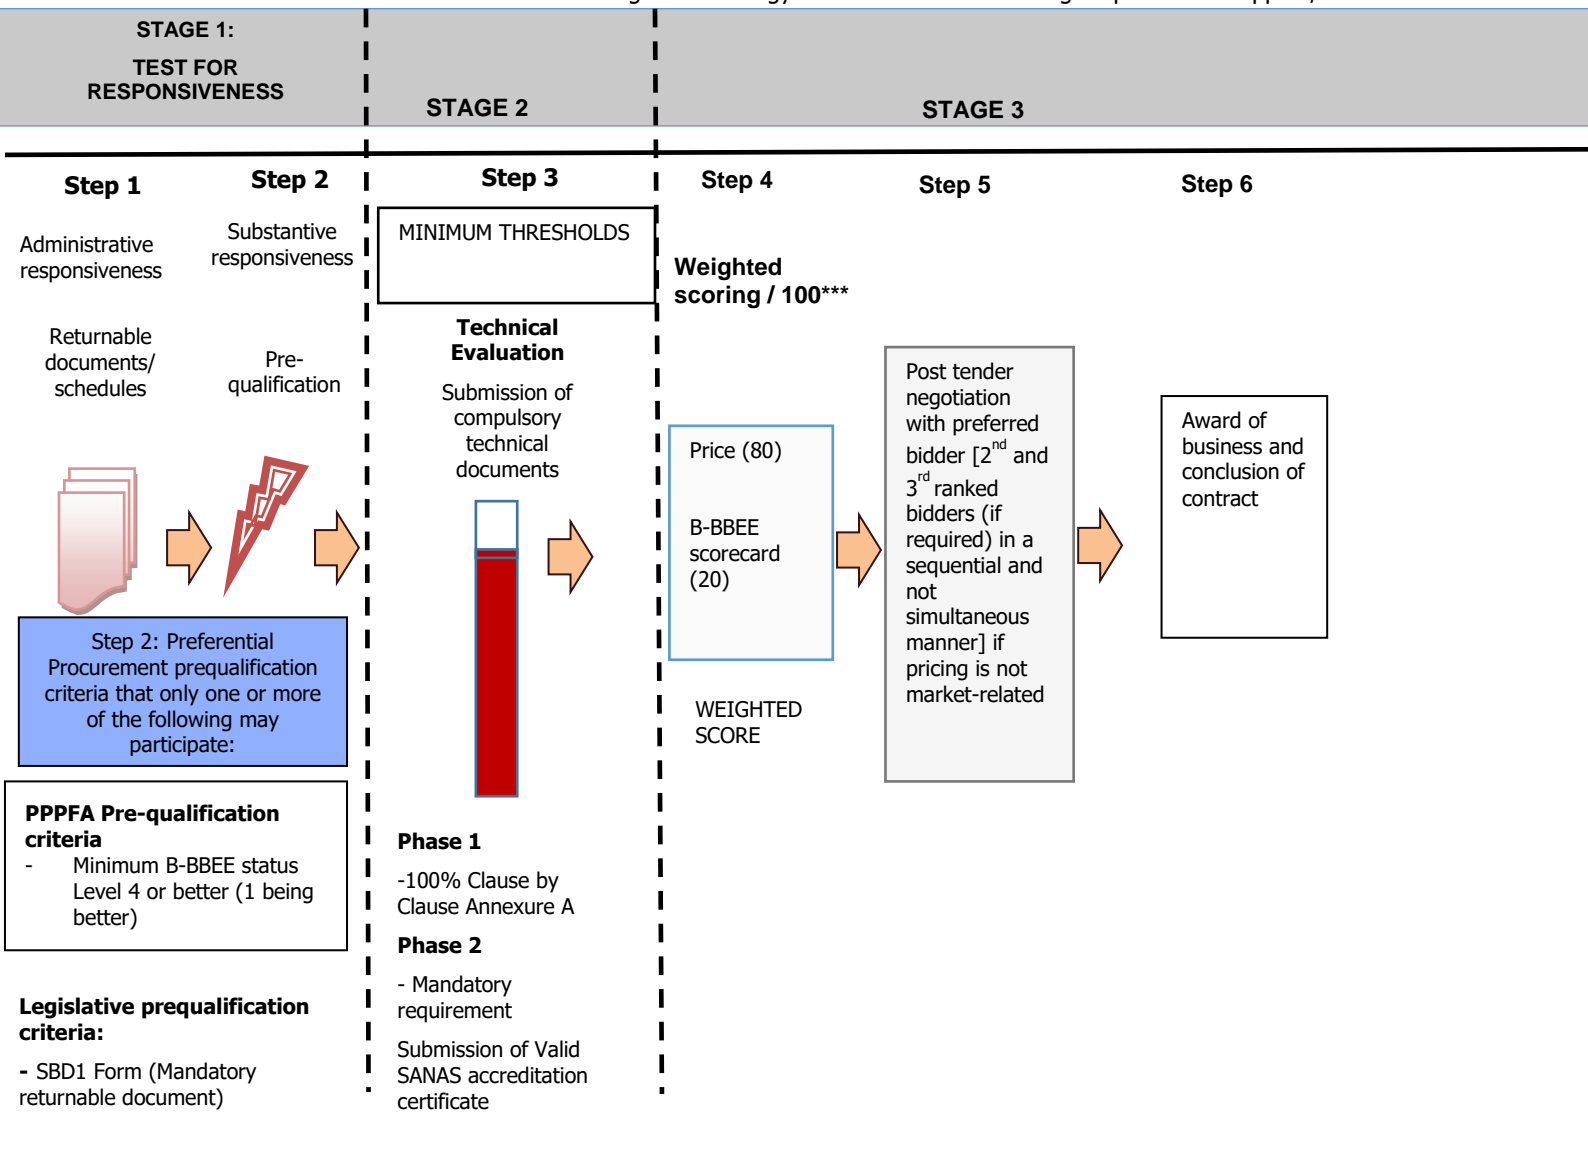 STAGE 1:
TEST FOR
RESPONSIVENESS
STAGE 2
STAGE 3
Step 1
Step 2
Step 3
Step 4
Step 5
Step 6
Administrative
responsiveness
Substantive
responsiveness
MINIMUM THRESHOLDS
Weighted
scoring / 100***
Returnable
documents/
schedules
Pre-
qualification
Technical
Evaluation
Submission of
compulsory
technical
documents
Price (80)
B-BBEE
scorecard
(20)
WEIGHTED
SCORE
Post tender
negotiation
with preferred
bidder [2nd and
3rd ranked
bidders (if
required) in a
sequential and
not
simultaneous
manner] if
pricing is not
market-related
Award of
business and
conclusion of
contract
Step 2: Preferential
Procurement prequalification
criteria that only one or more
of the following may
participate:
PPPFA Pre-qualification
criteria
- Minimum B-BBEE status
Level 4 or better (1 being
better)
Legislative prequalification
criteria:
- SBD1 Form (Mandatory
returnable document)
Phase 1
-100% Clause by
Clause Annexure A
Phase 2
- Mandatory
requirement
Submission of Valid
SANAS accreditation
certificate